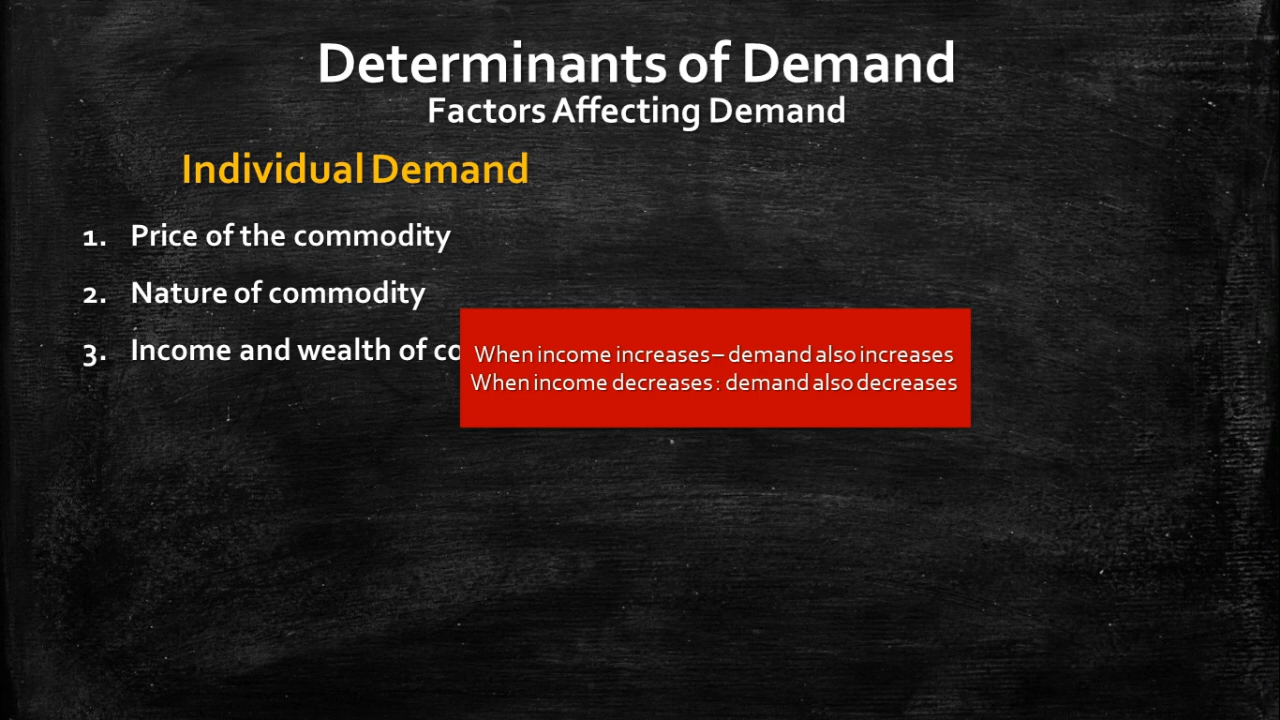 Determinants of Demand
Factors Affecting Demand
Individual Demand
1. Price of the commodity
2. Nature of commodity
3. Income and wealth of
When income increases – demand also increases
When income decreases : demand also decreases